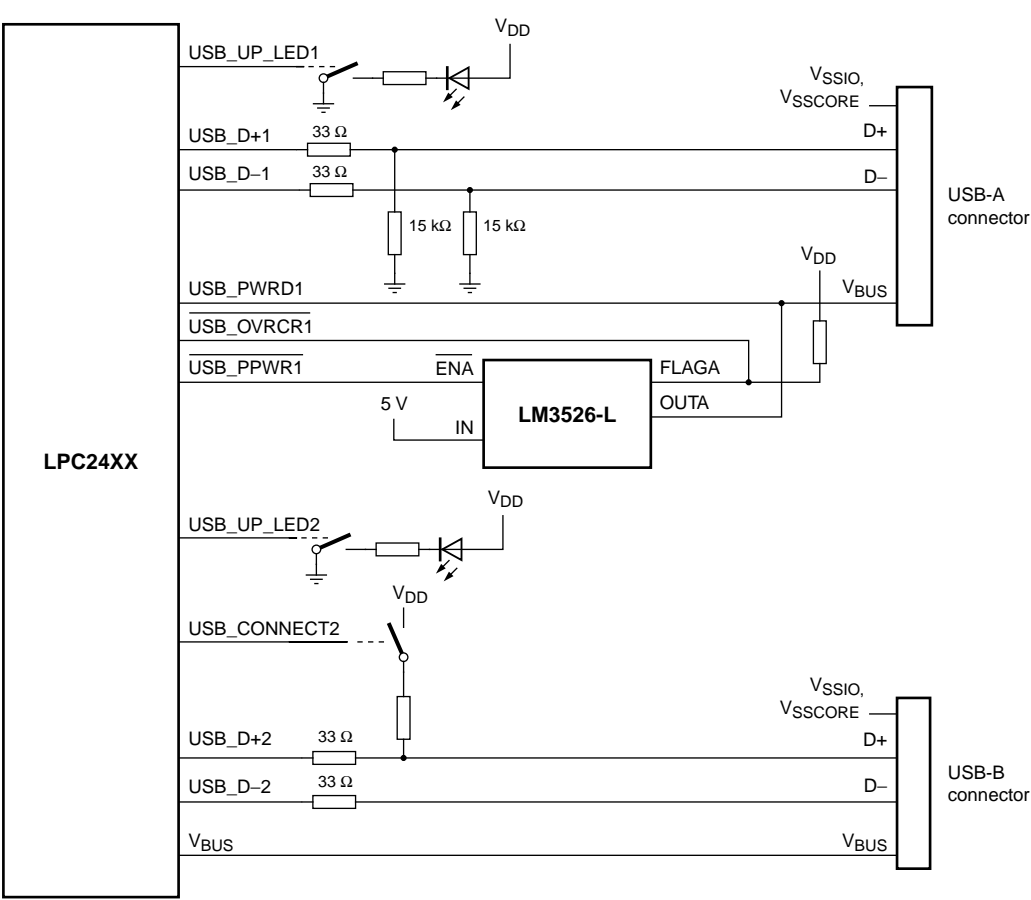 V_DD
USB_UP_LED1
V_SSIO,
V_SSCORE
USB_D+1
33 Ω
D+
USB_D−1
33 Ω
D−
USB-A
connector
15 kΩ
15 kΩ
V_DD
USB_PWRD1
V_BUS
USB_OVRCR1
USB_PPWR1
ENA
FLAGA
5 V
LM3526-L
OUTA
IN
LPC24XX
V_DD
USB_UP_LED2
V_DD
USB_CONNECT2
V_SSIO,
V_SSCORE
USB_D+2
33 Ω
D+
USB_D−2
33 Ω
D−
USB-B
connector
V_BUS
V_BUS